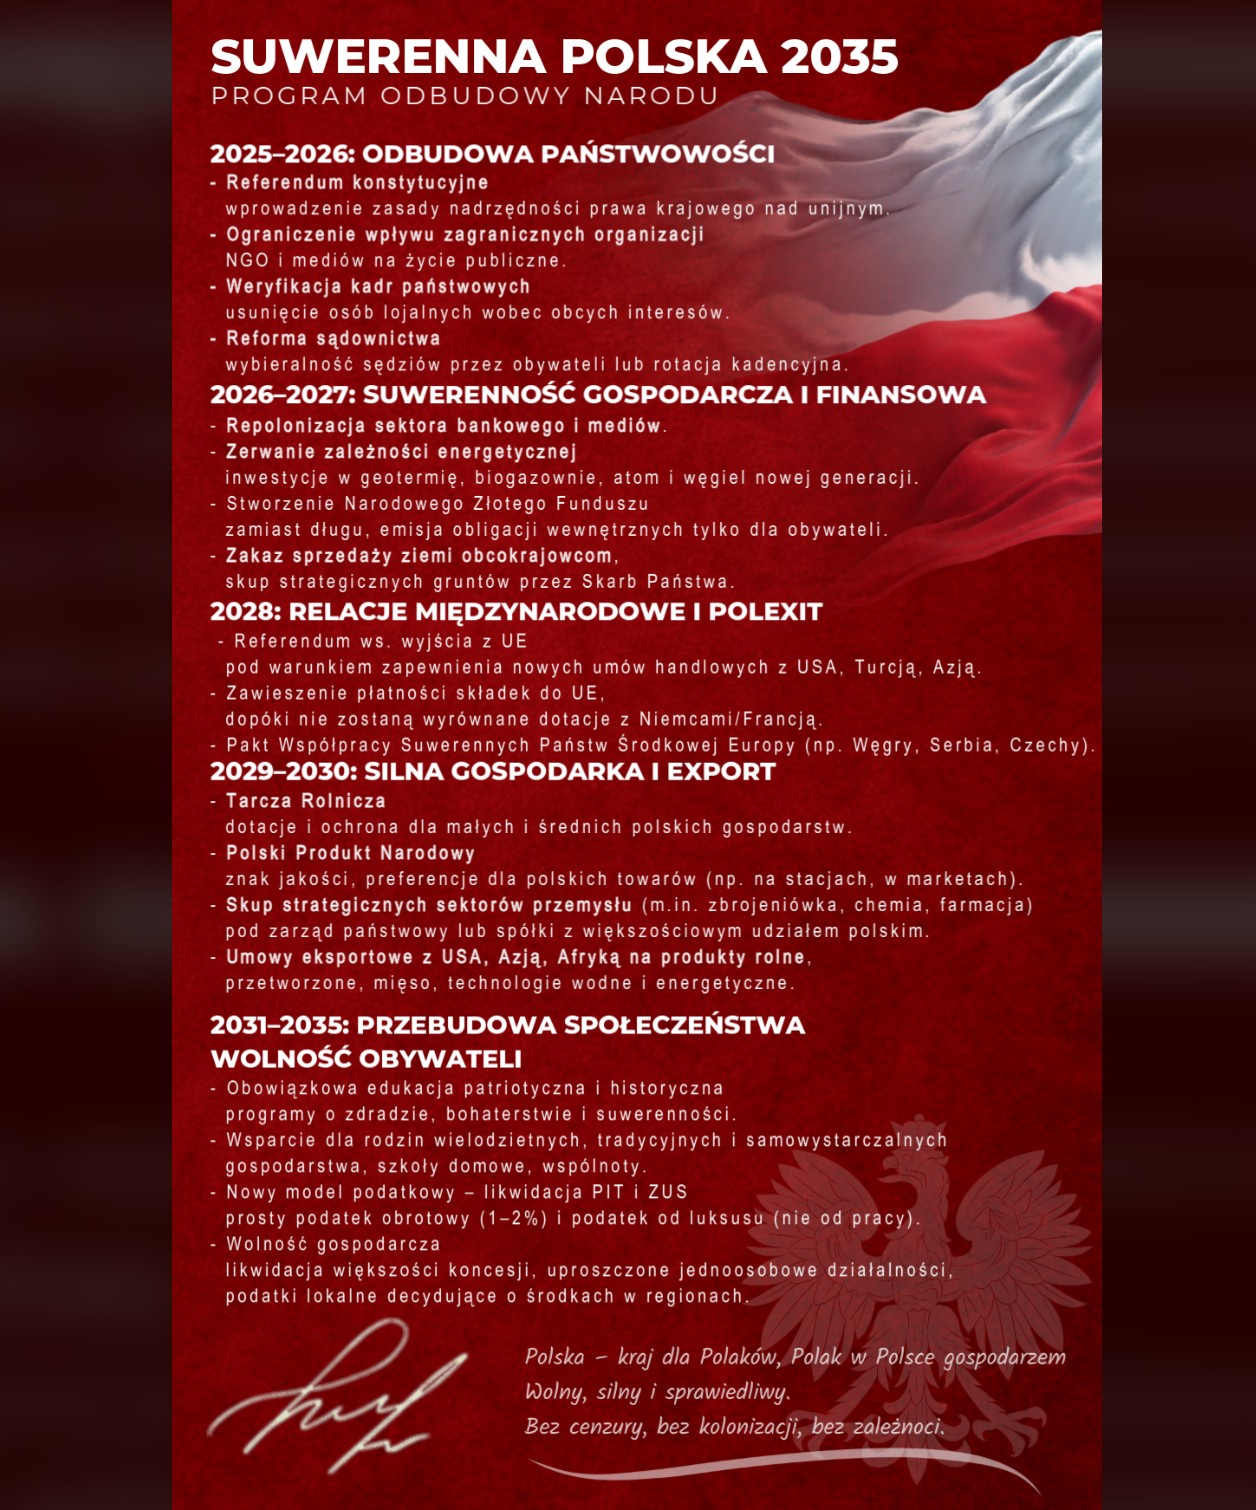 SUWERENNA POLSKA 2035
PROGRAM ODBUDOWY NARODU
2025–2026: ODBUDOWA PAŃSTWOWOŚCI
- Referendum konstytucyjne
wprowadzenie zasady nadrzędności prawa krajowego nad unijnym.
- Ograniczenie wpływu zagranicznych organizacji
NGO i mediów na życie publiczne.
- Weryfikacja kadr państwowych
usunięcie osób lojalnych wobec obcych interesów.
- Reforma sądownictwa
wybieralność sędziów przez obywateli lub rotacja kadencyjna.
2026–2027: SUWERENNOŚĆ GOSPODARCZA I FINANSOWA
- Repolonizacja sektora bankowego i mediów.
- Zerwanie zależności energetycznej
inwestycje w geotermię, biogazownie, atom i węgiel nowej generacji.
- Stworzenie Narodowego Złotego Funduszu
zamiast długu, emisja obligacji wewnętrznych tylko dla obywateli.
- Zakaz sprzedaży ziemi obcokrajowcom,
skup strategicznych gruntów przez Skarb Państwa.
2028: RELACJE MIĘDZYNARODOWE I POLEXIT
- Referendum ws. wyjścia z UE
pod warunkiem zapewnienia nowych umów handlowych z USA, Turcją, Azją.
- Zawieszenie płatności składek do UE,
dopóki nie zostaną wyrównane dotacje z Niemcami/Francją.
- Pakt Współpracy Suwerennych Państw Środkowej Europy (np. Węgry, Serbia, Czechy).
2029–2030: SILNA GOSPODARKA I EXPORT
- Tarcza Rolnicza
dotacje i ochrona dla małych i średnich polskich gospodarstw.
- Polski Produkt Narodowy
znak jakości, preferencje dla polskich towarów (np. na stacjach, w marketach).
- Skup strategicznych sektorów przemysłu (m.in. zbrojeniówka, chemia, farmacja)
pod zarząd państwowy lub spółki z większościowym udziałem polskim.
- Umowy eksportowe z USA, Azją, Afryką na produkty rolne,
przetworzone, mięso, technologie wodne i energetyczne.
2031–2035: PRZEBUDOWA SPOŁECZEŃSTWA
WOLNOŚĆ OBYWATELI
- Obowiązkowa edukacja patriotyczna i historyczna
programy o zdradzie, bohaterstwie i suwerenności.
- Wsparcie dla rodzin wielodzietnych, tradycyjnych i samowystarczalnych
gospodarstwa, szkoły domowe, wspólnoty.
- Nowy model podatkowy – likwidacja PIT i ZUS
prosty podatek obrotowy (1–2%) i podatek od luksusu (nie od pracy).
- Wolność gospodarcza
likwidacja większości koncesji, uproszczone jednoosobowe działalności,
podatki lokalne decydujące o środkach w regionach.
Polska – kraj dla Polaków, Polak w Polsce gospodarzem
Wolny, silny i sprawiedliwy.
Bez cenzury, bez kolonizacji, bez zależnoci.